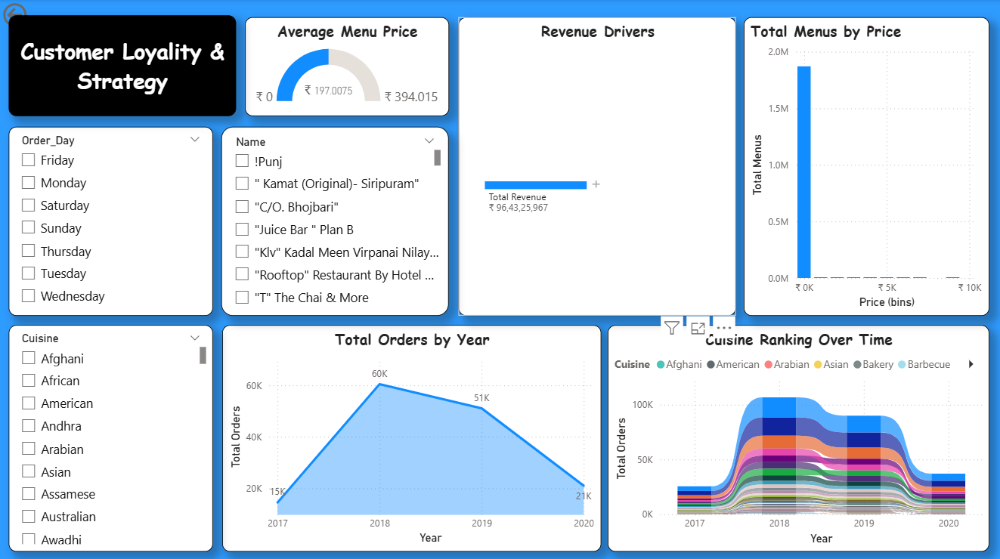 Customer Loyality &
Strategy
Average Menu Price
₹ 0
₹ 197.0075
₹ 394.015
Order_Day
Friday
Monday
Saturday
Sunday
Thursday
Tuesday
Wednesday
Name
!Punj
" Kamat (Original)- Siripuram"
"C/O. Bhojbari"
"Juice Bar " Plan B
"Klv" Kadal Meen Virpanai Nilay...
"Rooftop" Restaurant By Hotel ...
"T" The Chai & More
Revenue Drivers
Total Revenue
₹ 96,43,25,967
Total Menus by Price
Total Menus
2.0M
1.5M
1.0M
0.5M
0.0M
₹ 0K
₹ 5K
₹ 10K
Price (bins)
Cuisine
Afghani
African
American
Andhra
Arabian
Asian
Assamese
Australian
Awadhi
Total Orders by Year
Total Orders
60K
40K
20K
15K
60K
51K
21K
2017
2018
2019
2020
Year
Cuisine Ranking Over Time
Cuisine
Afghani
American
Arabian
Asian
Bakery
Barbecue
Total Orders
100K
50K
0K
2017
2018
2019
2020
Year